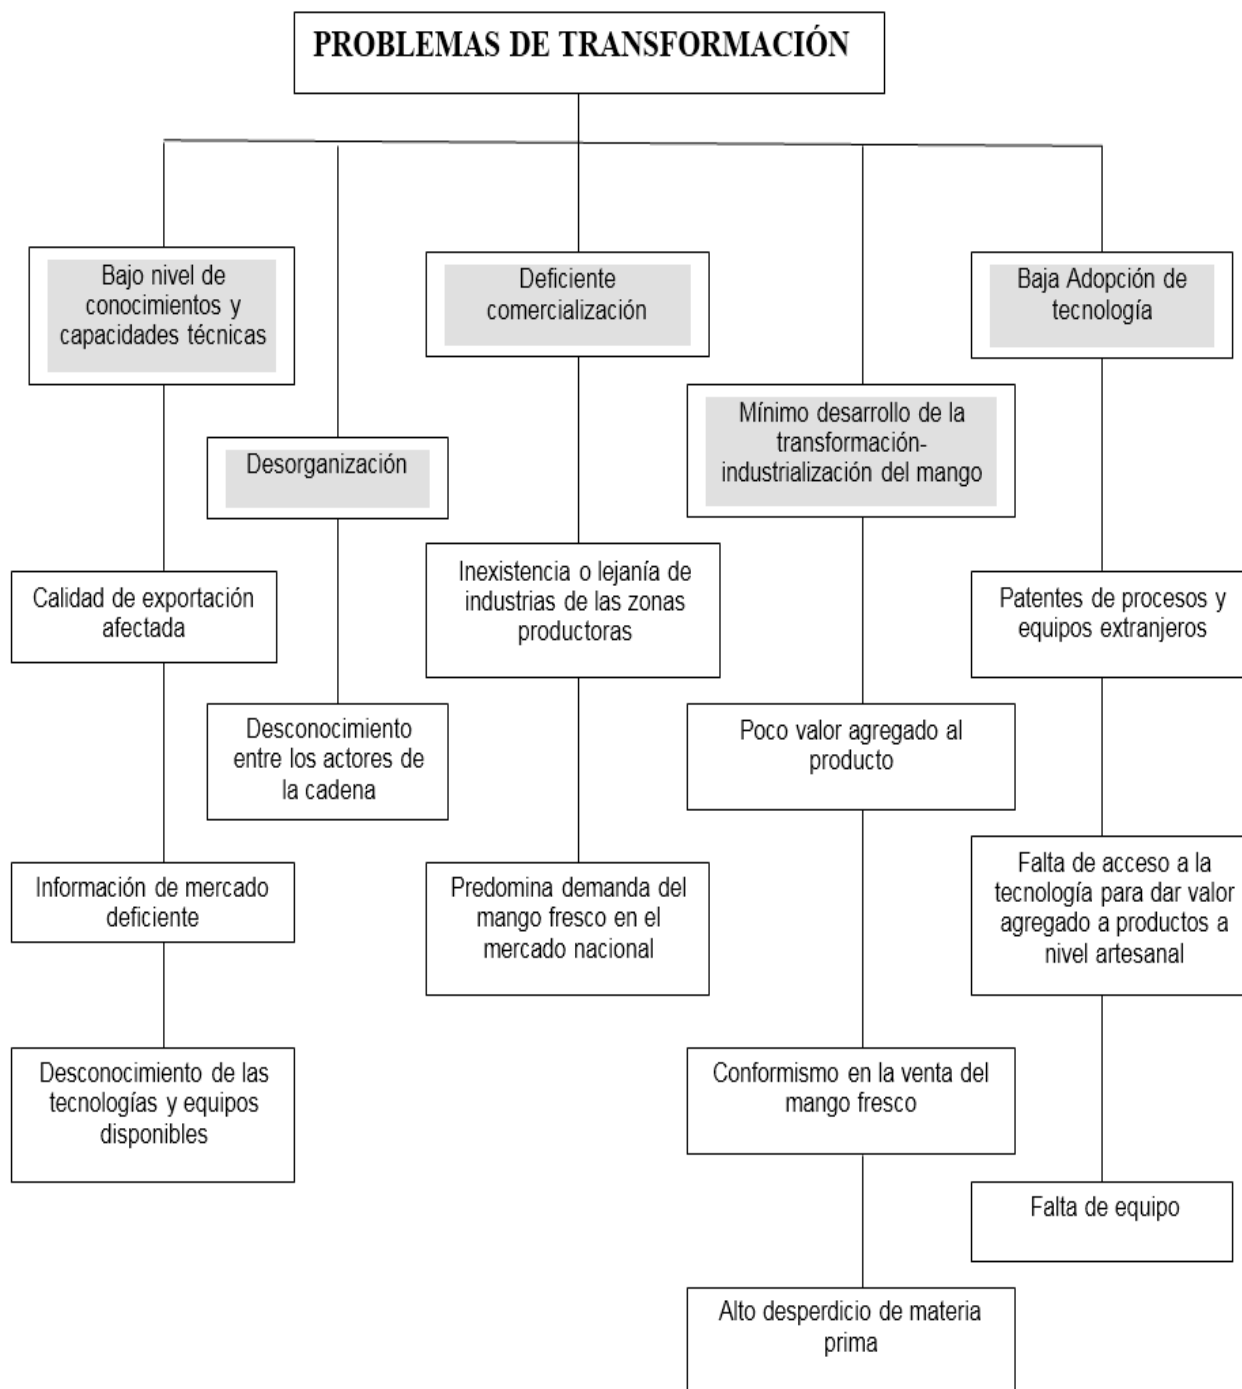 PROBLEMAS DE TRANSFORMACIÓN
Bajo nivel de
conocimientos y
capacidades técnicas
Calidad de exportación
afectada
Información de mercado
deficiente
Desconocimiento de las
tecnologías y equipos
disponibles
Desorganización
Desconocimiento
entre los actores de
la cadena
Deficiente
comercialización
Inexistencia o lejanía de
industrias de las zonas
productoras
Predomina demanda del
mango fresco en el
mercado nacional
Mínimo desarrollo de la
transformación-
industrialización del mango
Poco valor agregado al
producto
Conformismo en la venta del
mango fresco
Alto desperdicio de materia
prima
Baja Adopción de
tecnología
Patentes de procesos y
equipos extranjeros
Falta de acceso a la
tecnología para dar valor
agregado a productos a
nivel artesanal
Falta de equipo